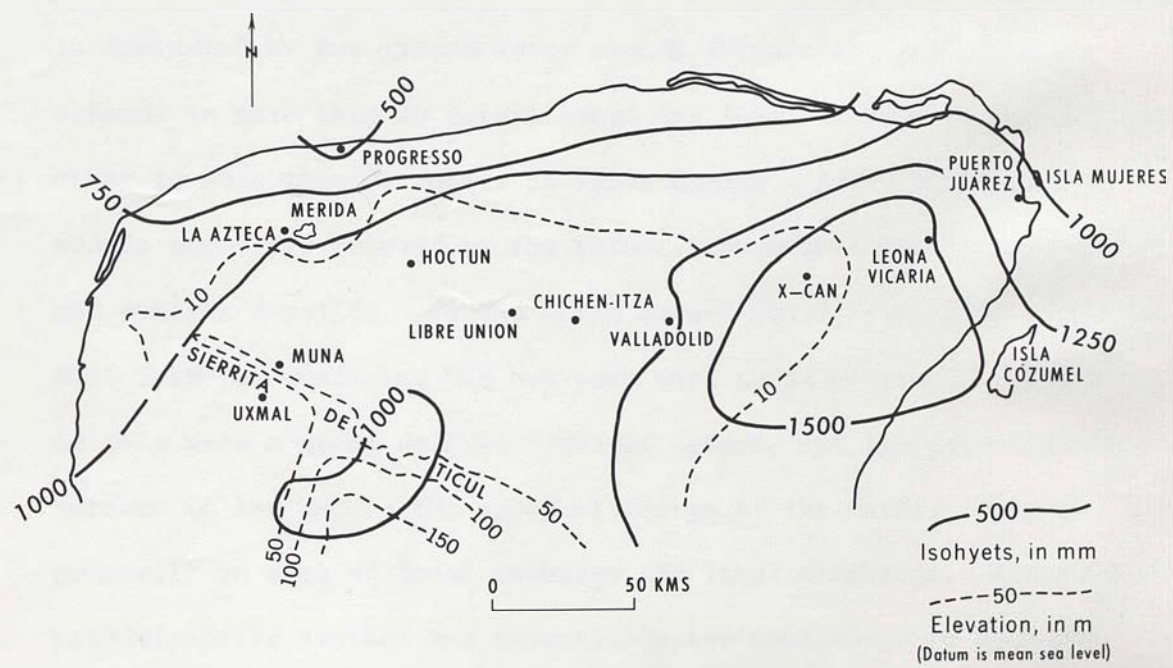 N
500
PROGRESSO
750
MERIDA
LA AZTECA
10
HOCTUN
PUERTO
JUÁREZ
ISLA MUJERES
1000
LEONA
VICARIA
X–CAN
CHICHEN-ITZA
LIBRE UNION
VALLADOLID
1250
ISLA
COZUMEL
10
1500
MUNA
SIERRITA
DE
TICUL
UXMAL
1000
1000
50
100
150
100
50
0 50 KMS
500
Isohyets, in mm
50
Elevation, in m
(Datum is mean sea level)